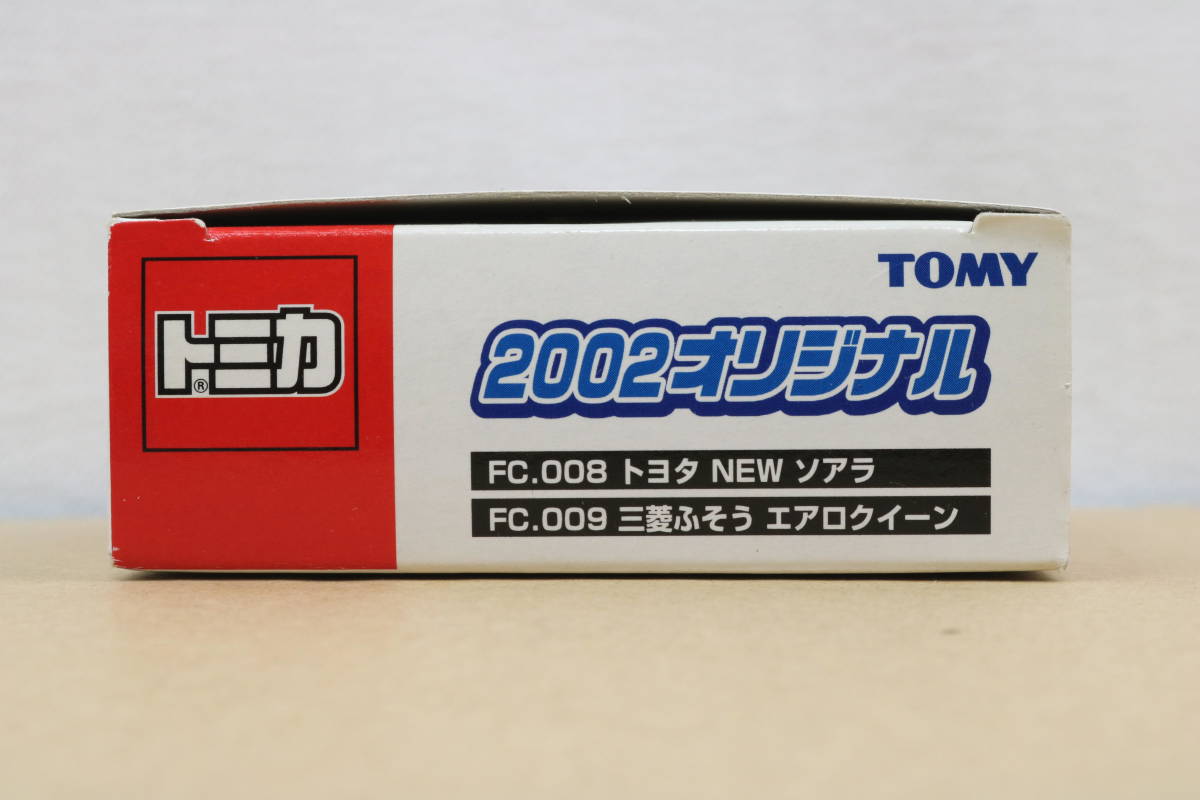 トミカ®
TOMY
2002オリジナル
FC.008 トヨタ NEW ソアラ
FC.009 三菱ふそう エアロクイーン